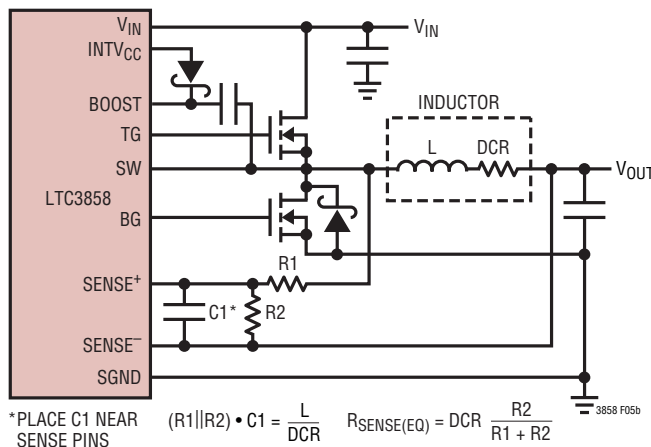 V_IN
V_IN
INTV_CC
BOOST
INDUCTOR
TG
L
DCR
SW
V_OUT
LTC3858
BG
R1
SENSE⁺
C1*
R2
SENSE⁻
SGND
*PLACE C1 NEAR
SENSE PINS
(R1||R2) • C1 = L/DCR
R_SENSE(EQ) = DCR R2/(R1 + R2)
3858 F05b